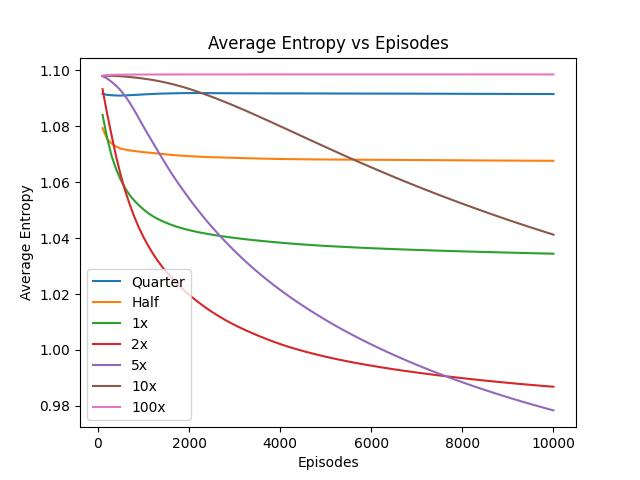 Average Entropy vs Episodes
Average Entropy
1.10
1.08
1.06
1.04
1.02
1.00
0.98
Quarter
Half
1x
2x
5x
10x
100x
0 2000 4000 6000 8000 10000
Episodes